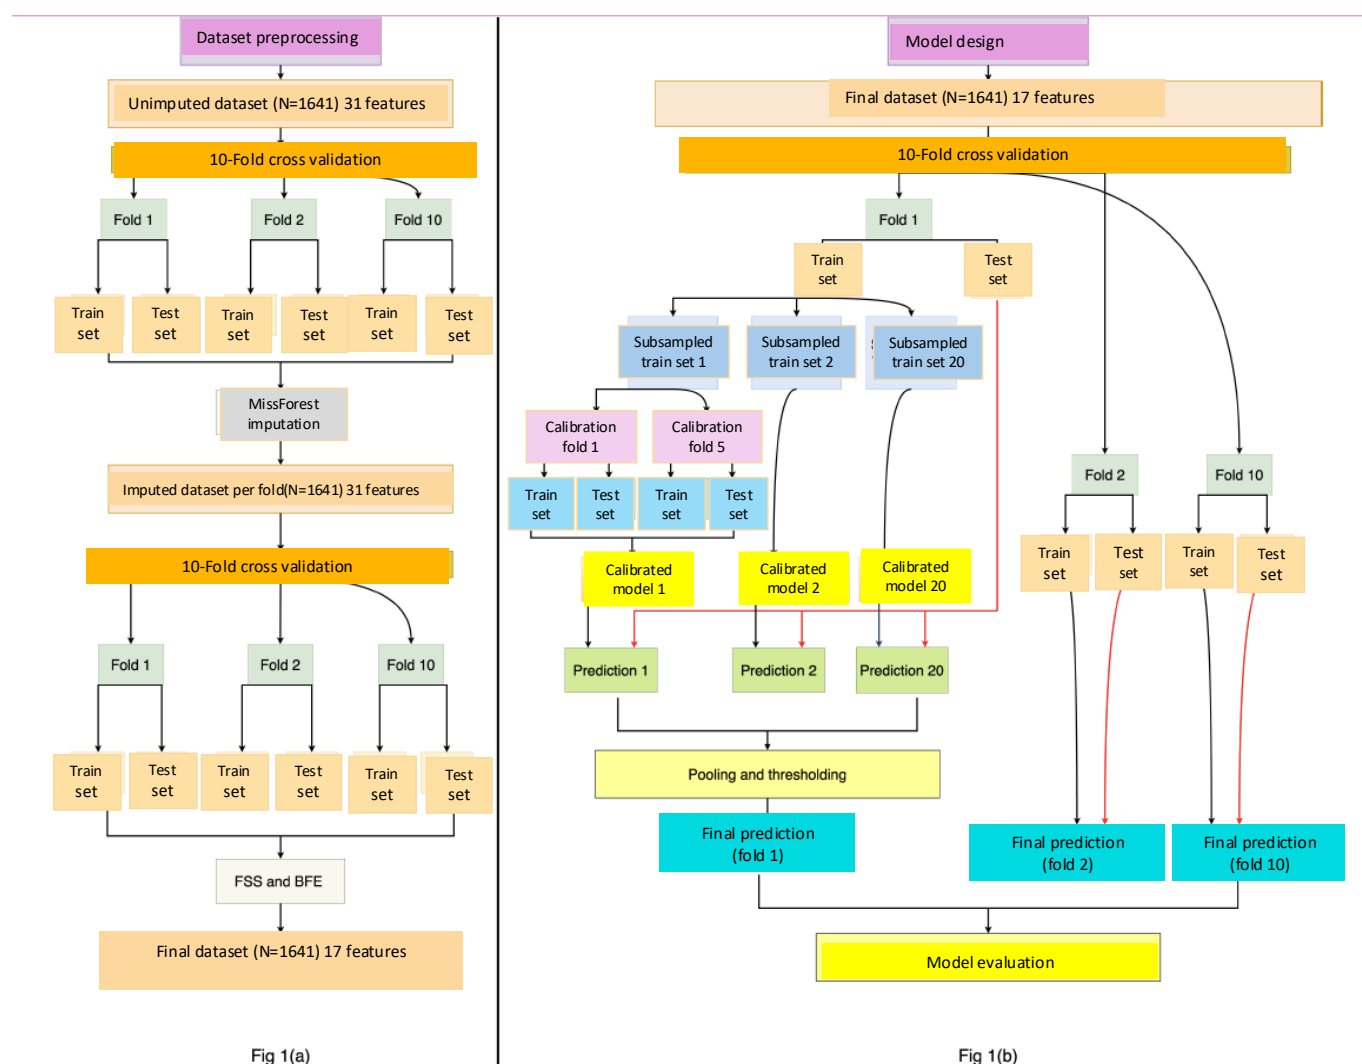 Dataset preprocessing
Unimputed dataset (N=1641) 31 features
10-Fold cross validation
Fold 1
Fold 2
Fold 10
Train
set
Test
set
Train
set
Test
set
Train
set
Test
set
MissForest
imputation
Imputed dataset per fold(N=1641) 31 features
10-Fold cross validation
Fold 1
Fold 2
Fold 10
Train
set
Test
set
Train
set
Test
set
Train
set
Test
set
FSS and BFE
Final dataset (N=1641) 17 features
Fig 1(a)
Model design
Final dataset (N=1641) 17 features
10-Fold cross validation
Fold 1
Train
set
Test
set
Subsampled
train set 1
Subsampled
train set 2
Subsampled
train set 20
Calibration
fold 1
Calibration
fold 5
Train
set
Test
set
Train
set
Test
set
Calibrated
model 1
Calibrated
model 2
Calibrated
model 20
Prediction 1
Prediction 2
Prediction 20
Pooling and thresholding
Final prediction
(fold 1)
Fold 2
Fold 10
Train
set
Test
set
Train
set
Test
set
Final prediction
(fold 2)
Final prediction
(fold 10)
Model evaluation
Fig 1(b)